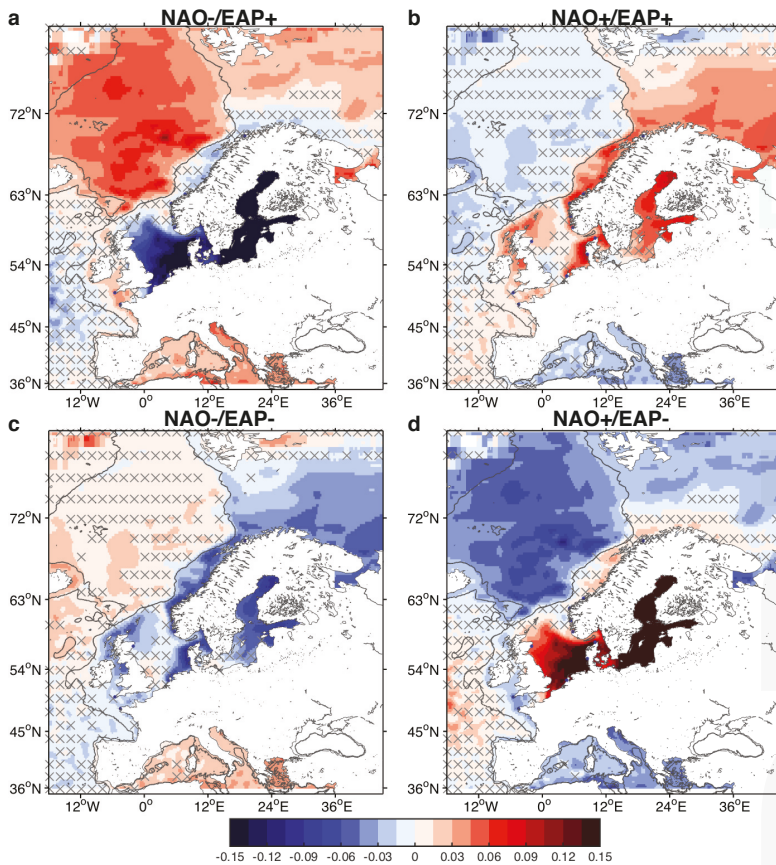 a NAO-/EAP+
b NAO+/EAP+
72°N
63°N
54°N
45°N
36°N
12°W 0° 12°E 24°E 36°E
72°N
63°N
54°N
45°N
36°N
12°W 0° 12°E 24°E 36°E
c NAO-/EAP-
d NAO+/EAP-
72°N
63°N
54°N
45°N
36°N
12°W 0° 12°E 24°E 36°E
72°N
63°N
54°N
45°N
36°N
12°W 0° 12°E 24°E 36°E
-0.15 -0.12 -0.09 -0.06 -0.03 0 0.03 0.06 0.09 0.12 0.15